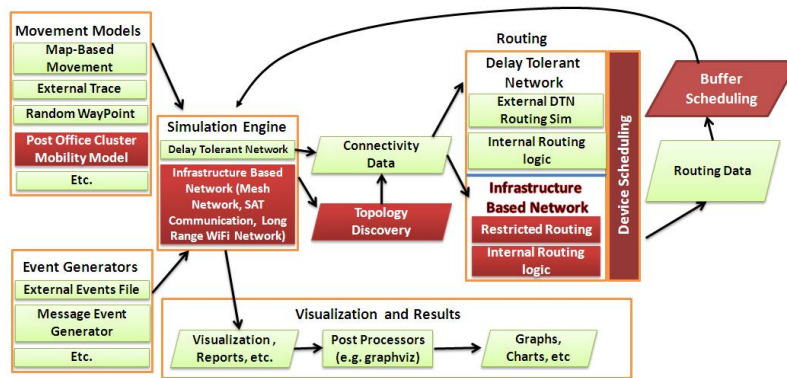 Movement Models
Map-Based
Movement
External Trace
Random WayPoint
Post Office Cluster
Mobility Model
Etc.
Event Generators
External Events File
Message Event
Generator
Etc.
Simulation Engine
Delay Tolerant Network
Infrastructure Based
Network (Mesh
Network, SAT
Communication, Long
Range WiFi Network)
Connectivity
Data
Topology
Discovery
Routing
Delay Tolerant
Network
External DTN
Routing Sim
Internal Routing
logic
Infrastructure
Based Network
Restricted Routing
Internal Routing
logic
Device Scheduling
Buffer
Scheduling
Routing Data
Visualization and Results
Visualization ,
Reports, etc.
Post Processors
(e.g. graphviz)
Graphs,
Charts, etc